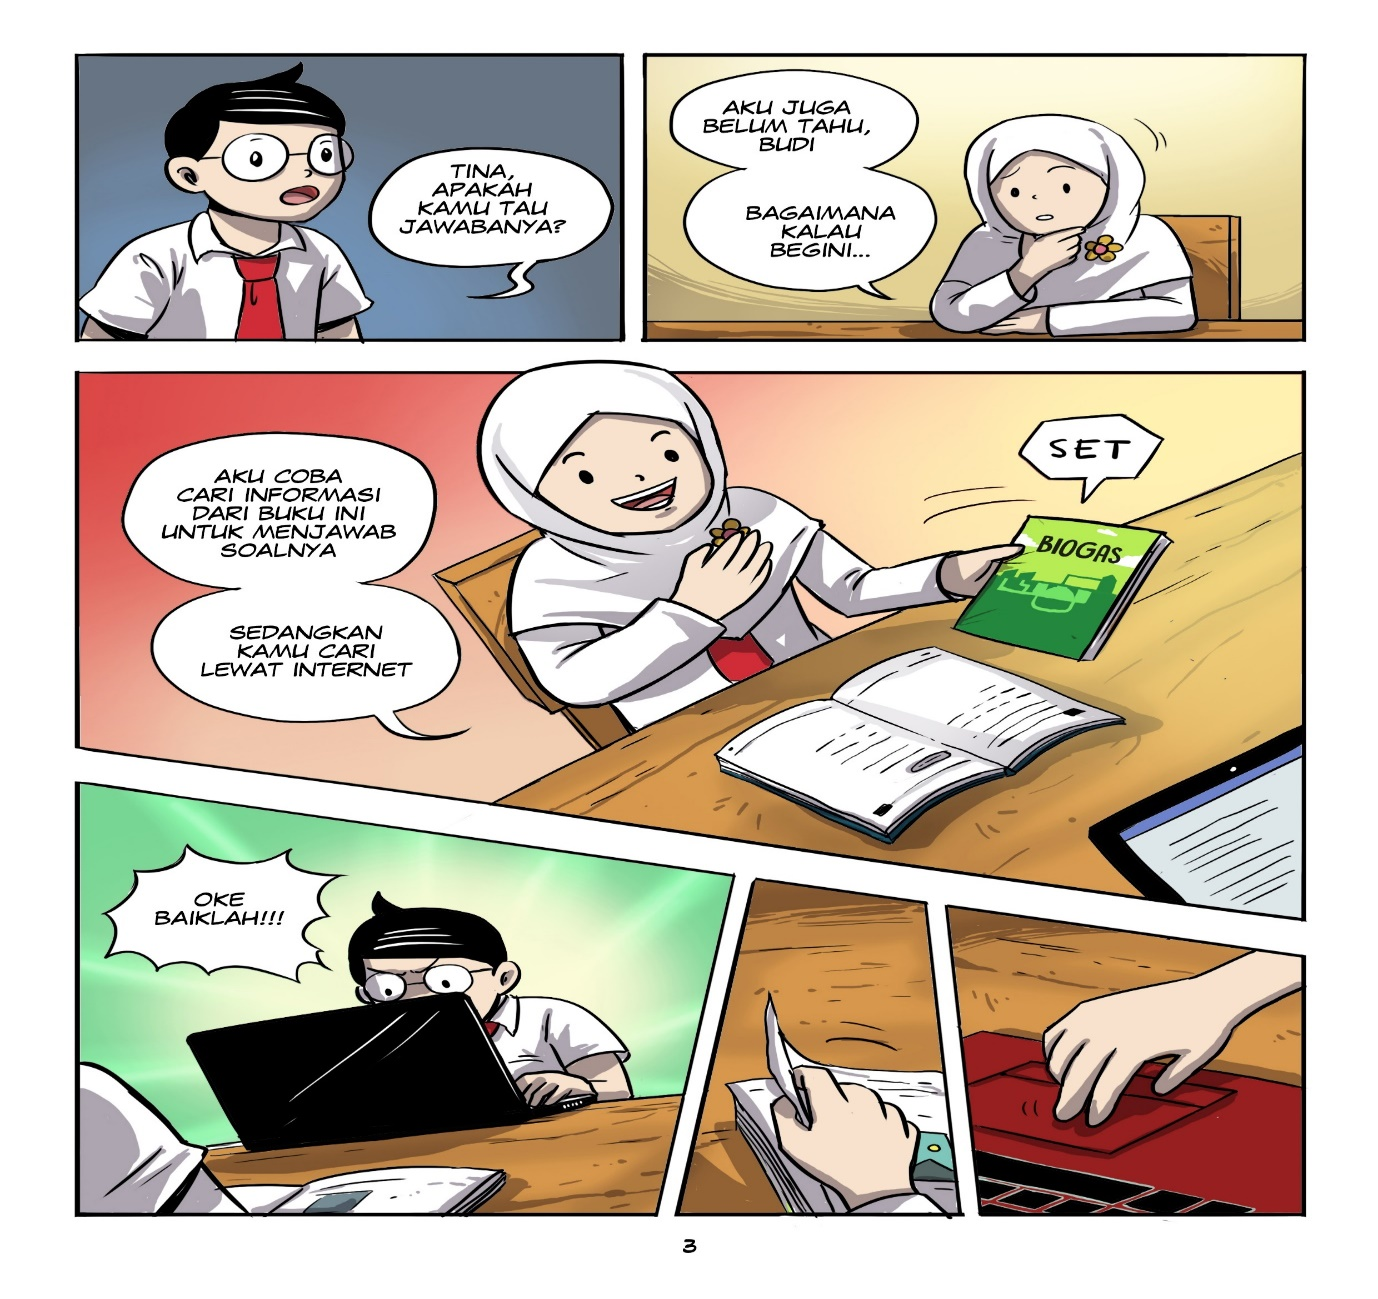 TINA,
APAKAH
KAMU TAU
JAWABANYA?
AKU JUGA
BELUM TAHU,
BUDI
BAGAIMANA
KALAU
BEGINI...
AKU COBA
CARI INFORMASI
DARI BUKU INI
UNTUK MENJAWAB
SOALNYA
SEDANGKAN
KAMU CARI
LEWAT INTERNET
SET
BIOGAS
OKE
BAIKLAH!!!
3